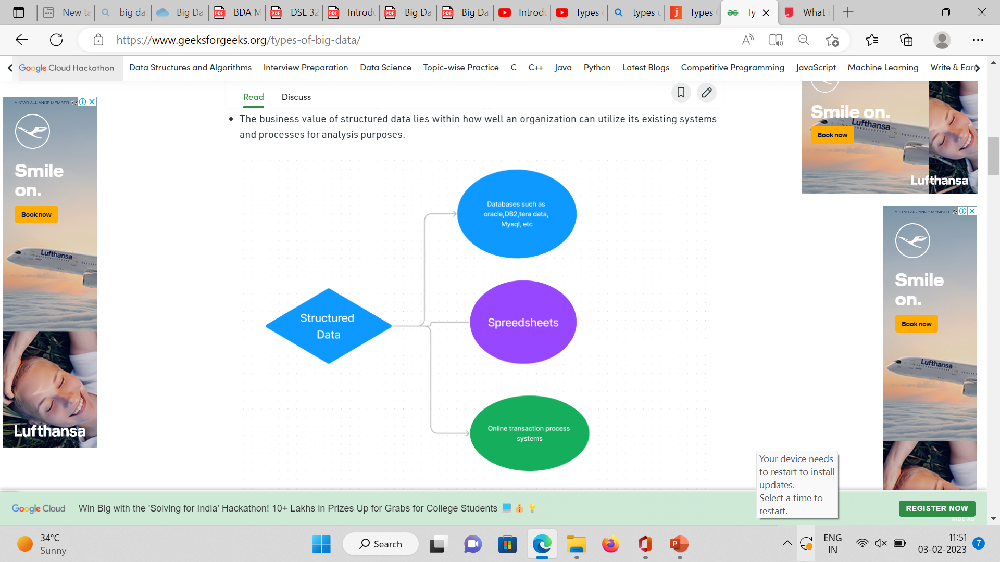 New ta
big dat
Big Dat
BDA M
DSE 32
Introdu
Big Dat
Big Dat
Introdu
Types o
types o
Types O
Ty
What i
https://www.geeksforgeeks.org/types-of-big-data/
Google Cloud Hackathon Data Structures and Algorithms Interview Preparation Data Science Topic-wise Practice C C++ Java Python Latest Blogs Competitive Programming JavaScript Machine Learning Write & Earn
Read Discuss
The business value of structured data lies within how well an organization can utilize its existing systems
and processes for analysis purposes.
Databases such as
oracle,DB2,tera data,
Mysql, etc
Structured
Data
Spreedsheets
Online transaction process
systems
A STAR ALLIANCE MEMBER
Smile
on.
Book now
Lufthansa
Lufthansa
Smile on.
Book now
Lufthansa
Lufthansa
A STAR ALLIANCE MEMBER
Smile
on.
Book now
Lufthansa
Your device needs
to restart to install
updates.
Select a time to
restart.
Google Cloud Win Big with the 'Solving for India' Hackathon! 10+ Lakhs in Prizes Up for Grabs for College Students
REGISTER NOW
HIDE AD
34°C
Sunny
Search
ENG
IN
11:51
03-02-2023
7